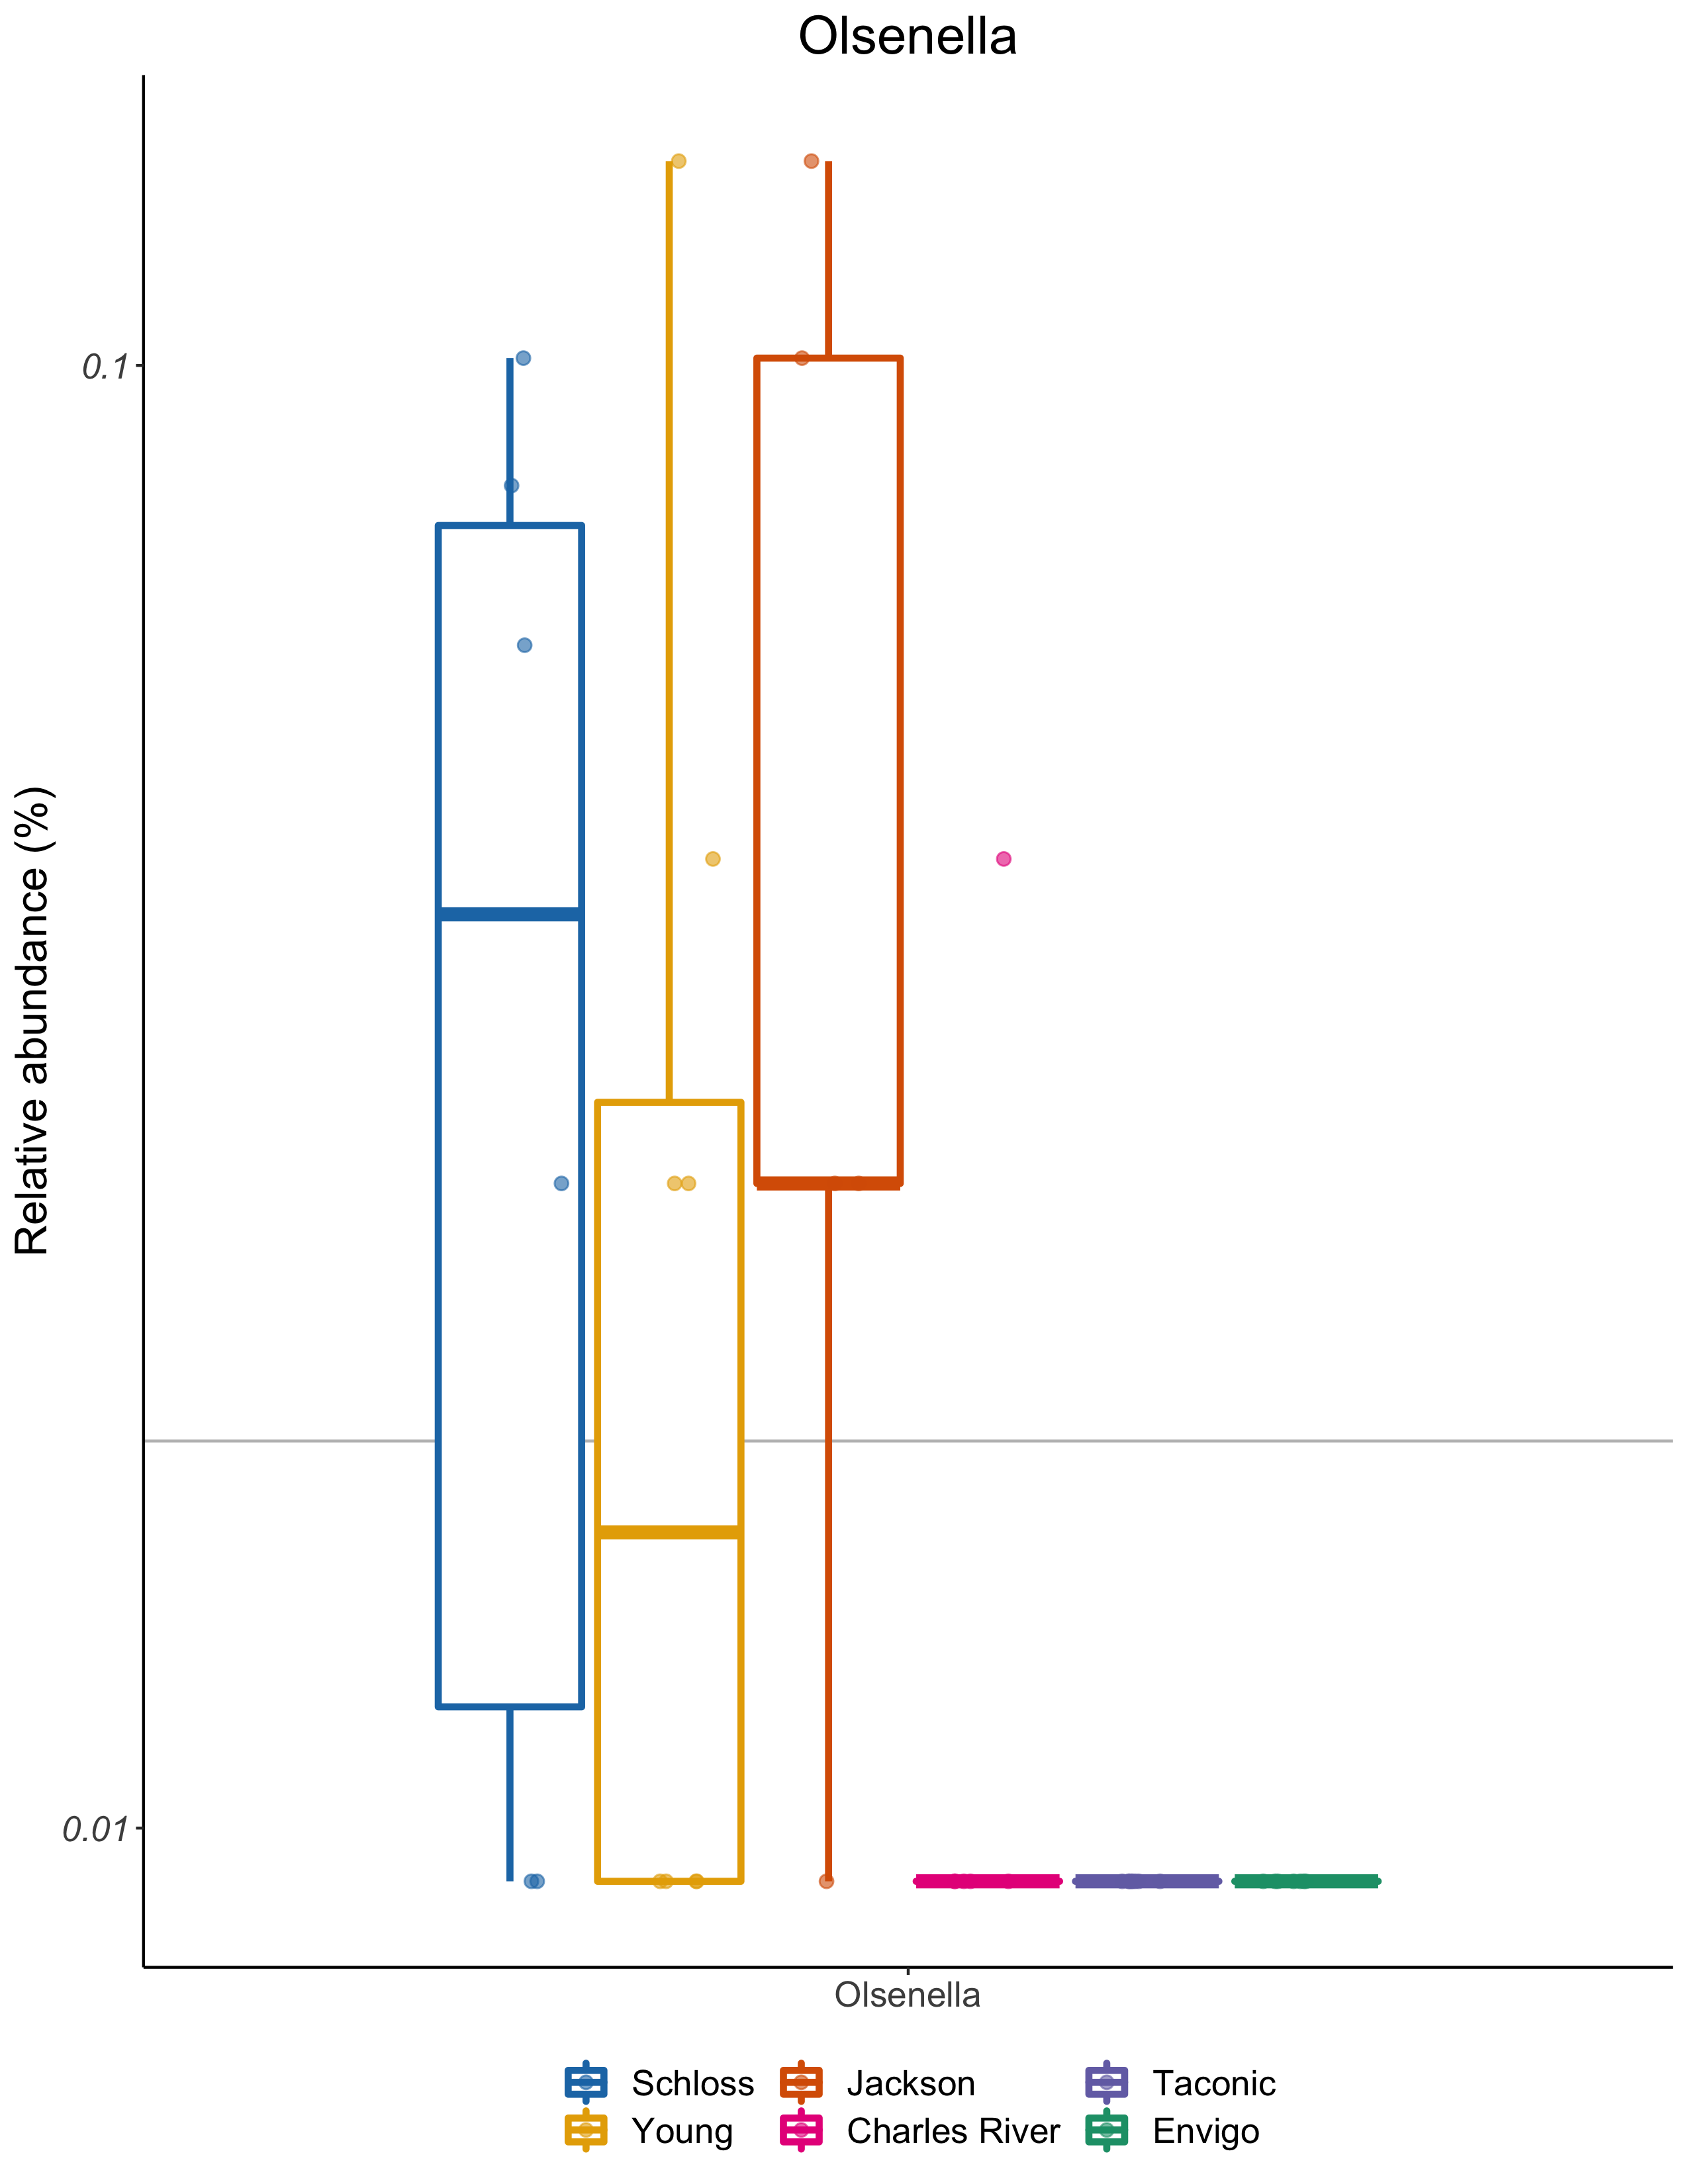 Olsenella
0.1
Relative abundance (%)
0.01
Olsenella
Schloss Jackson Taconic
Young Charles River Envigo